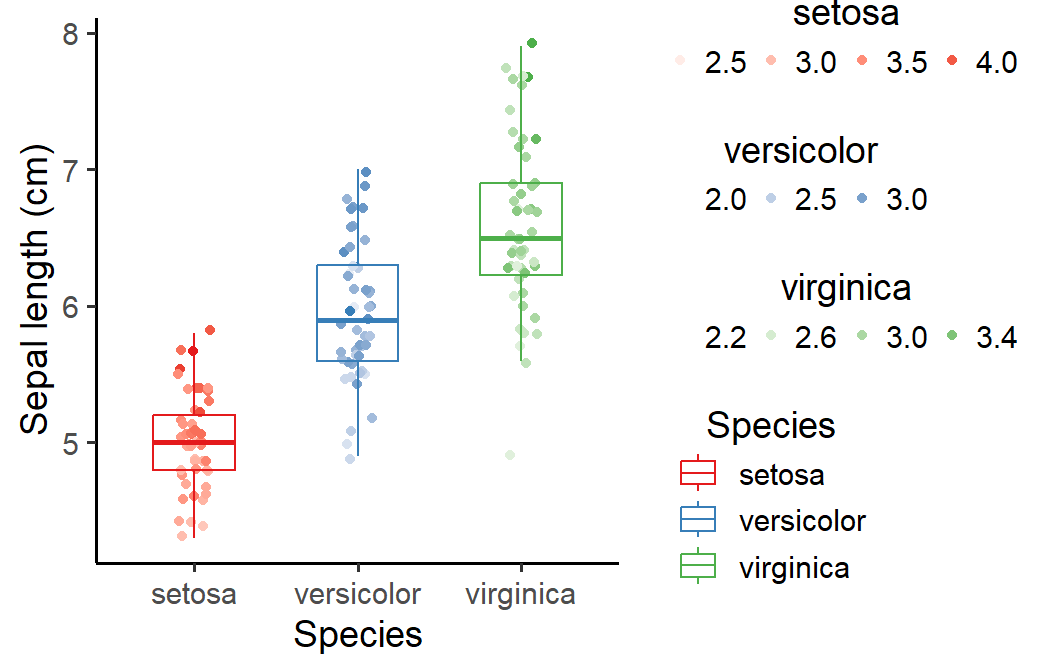 8
7
6
5
Sepal length (cm)
setosa versicolor virginica
Species
setosa
2.5 3.0 3.5 4.0
versicolor
2.0 2.5 3.0
virginica
2.2 2.6 3.0 3.4
Species
setosa
versicolor
virginica